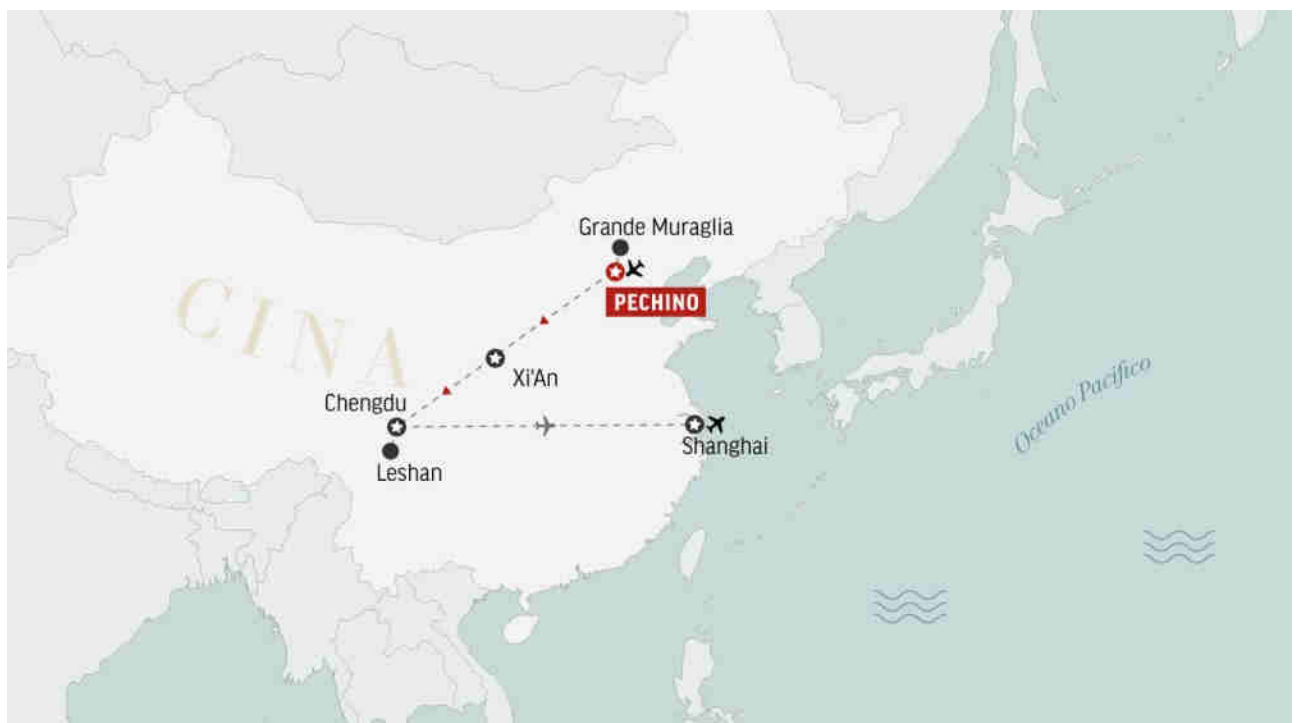 Grande Muraglia
PECHINO
CINA
Xi'An
Chengdu
Oceano Pacifico
Shanghai
Leshan